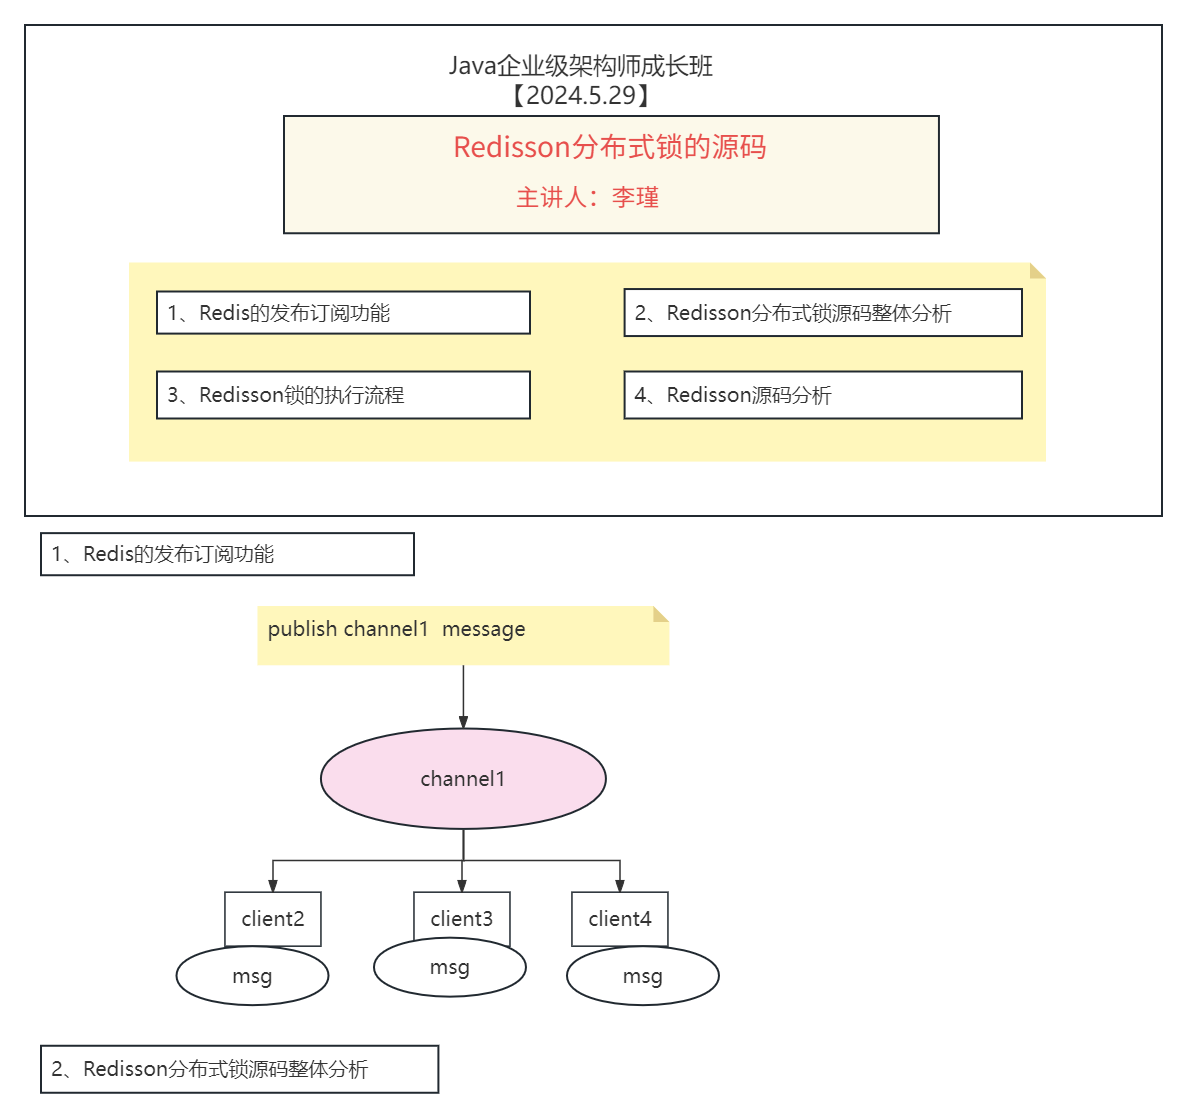 Java企业级架构师成长班
【2024.5.29】
Redisson分布式锁的源码
主讲人：李瑾
1、Redis的发布订阅功能
2、Redisson分布式锁源码整体分析
3、Redisson锁的执行流程
4、Redisson源码分析
1、Redis的发布订阅功能
publish channel1  message
channel1
client2
client3
client4
msg
msg
msg
2、Redisson分布式锁源码整体分析